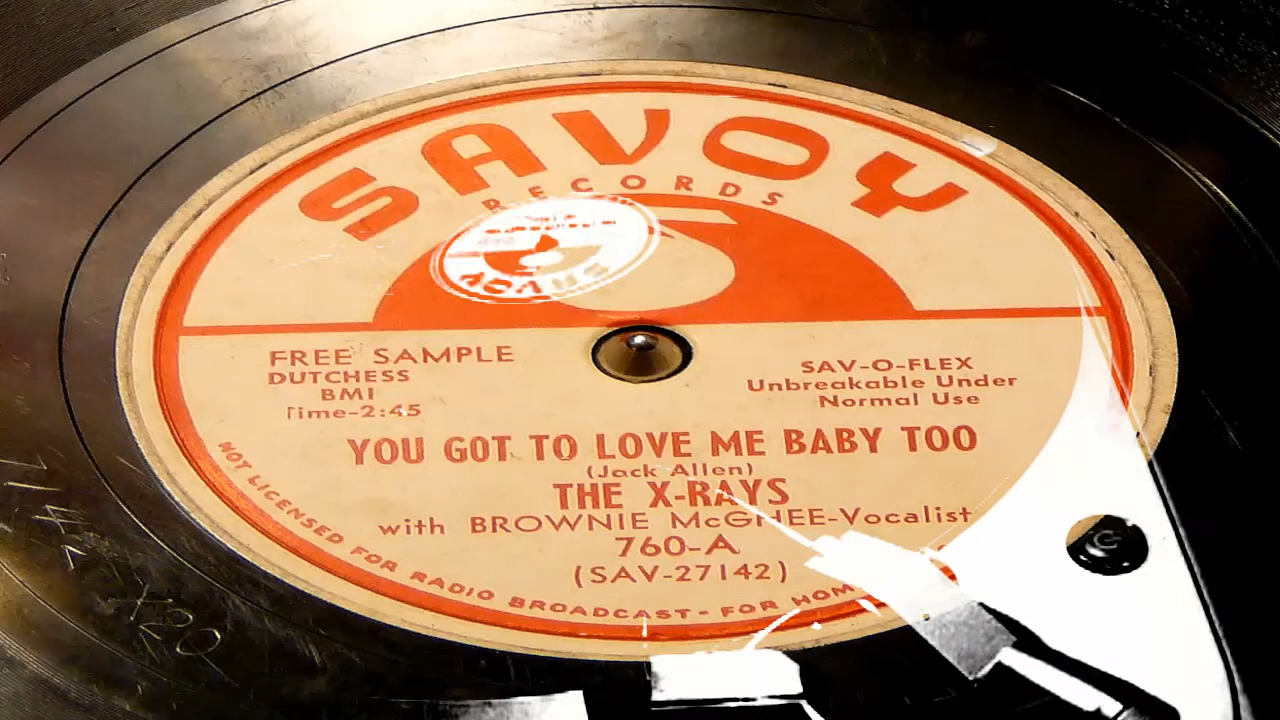 SAVOY
RECORDS
FREE SAMPLE
DUTCHESS
BMI
Time-2:45
SAV-O-FLEX
Unbreakable Under
Normal Use
YOU GOT TO LOVE ME BABY TOO
(Jack Allen)
THE X-RAYS
with BROWNIE McGHEE-Vocalist
760-A
(SAV-27142)
NOT LICENSED FOR RADIO BROADCAST - FOR HOM